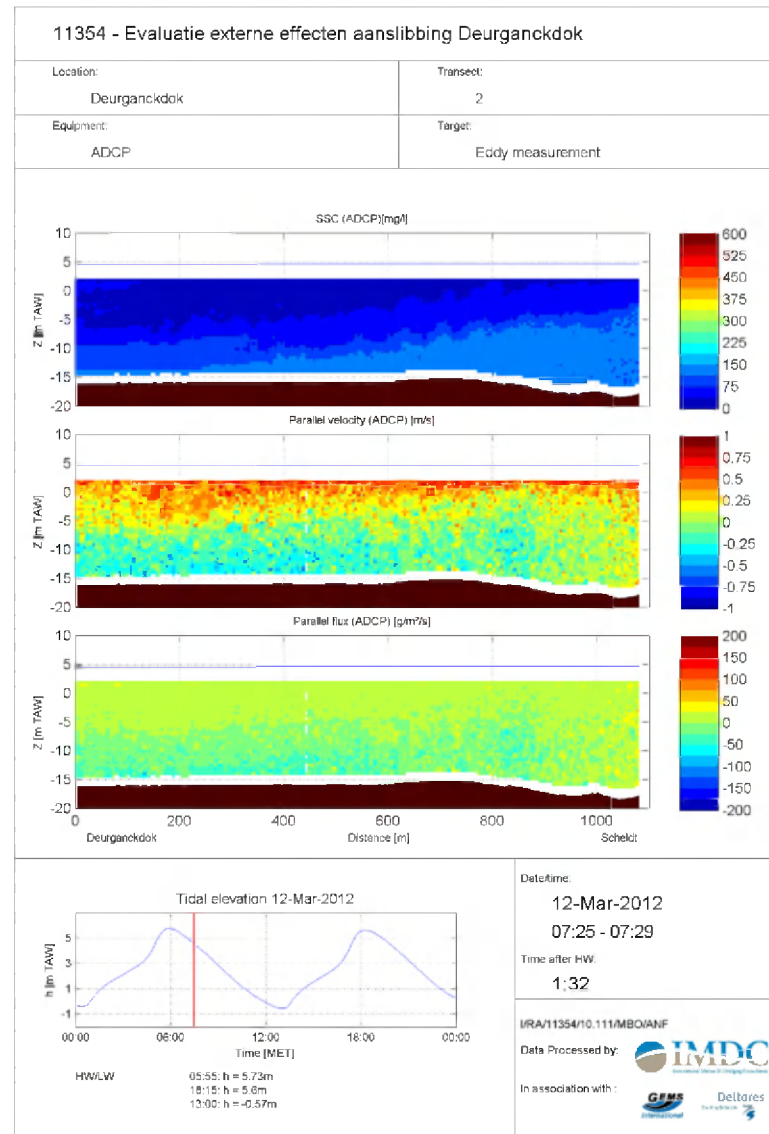 11354 - Evaluatie externe effecten aanslibbing Deurganckdok
Location: Transect:
Deurganckdok 2
Equipment: Target:
ADCP Eddy measurement
SSC (ADCP)[mg/l]
10
5
0
-5
-10
-15
-20
Z [m TAW]
600
525
450
375
300
225
150
75
0
Parallel velocity (ADCP) [m/s]
10
5
0
-5
-10
-15
-20
Z [m TAW]
1
0.75
0.5
0.25
0
-0.25
-0.5
-0.75
-1
Parallel flux (ADCP) [g/m²/s]
10
5
0
-5
-10
-15
-20
Z [m TAW]
200
150
100
50
0
-50
-100
-150
-200
0 200 400 600 800 1000
Deurganckdok Distance [m] Scheldt
Tidal elevation 12-Mar-2012
5
3
1
-1
h [m TAW]
00:00 06:00 12:00 18:00 00:00
Time [MET]
HW/LW 05:55: h = 5.73m
18:15: h = 5.6m
13:00: h = -0.57m
Date/time:
12-Mar-2012
07:25 - 07:29
Time after HW:
1:32
I/RA/11354/10.111/MBO/ANF
Data Processed by: IMDC
In association with : GEMS International Deltares